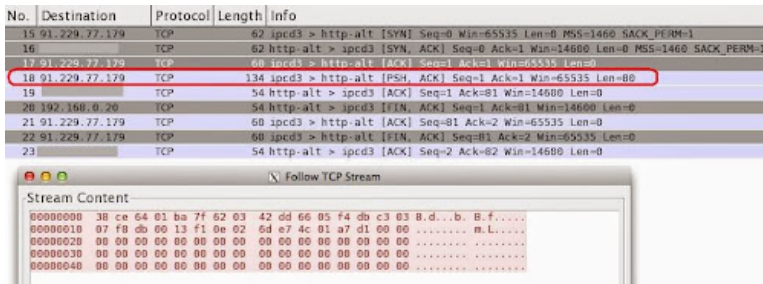 No. Destination Protocol Length Info
15 91.229.77.179 TCP 62 ipcd3 > http-alt [SYN] Seq=0 Win=65535 Len=0 MSS=1460 SACK_PERM=1
16 TCP 62 http-alt > ipcd3 [SYN, ACK] Seq=0 Ack=1 Win=14600 Len=0 MSS=1460 SACK_PERM=1
17 91.229.77.179 TCP 60 ipcd3 > http-alt [ACK] Seq=1 Ack=1 Win=65535 Len=0
18 91.229.77.179 TCP 134 ipcd3 > http-alt [PSH, ACK] Seq=1 Ack=1 Win=65535 Len=80
19 TCP 54 http-alt > ipcd3 [ACK] Seq=1 Ack=81 Win=14600 Len=0
20 192.168.0.20 TCP 54 http-alt > ipcd3 [FIN, ACK] Seq=1 Ack=81 Win=14600 Len=0
21 91.229.77.179 TCP 60 ipcd3 > http-alt [ACK] Seq=81 Ack=2 Win=65535 Len=0
22 91.229.77.179 TCP 60 ipcd3 > http-alt [FIN, ACK] Seq=81 Ack=2 Win=65535 Len=0
23 TCP 54 http-alt > ipcd3 [ACK] Seq=2 Ack=82 Win=14600 Len=0
Follow TCP Stream
Stream Content
00000000 38 ce 64 01 ba 7f 62 03 42 dd 66 05 f4 db c3 03 8.d...b. B.f.....
00000010 07 f8 db 00 13 f1 0e 02 6d e7 4c 01 a7 d1 00 00 ........ m.L.....
00000020 00 00 00 00 00 00 00 00 00 00 00 00 00 00 00 00 ........ ........
00000030 00 00 00 00 00 00 00 00 00 00 00 00 00 00 00 00 ........ ........
00000040 00 00 00 00 00 00 00 00 00 00 00 00 00 00 00 00 ........ ........